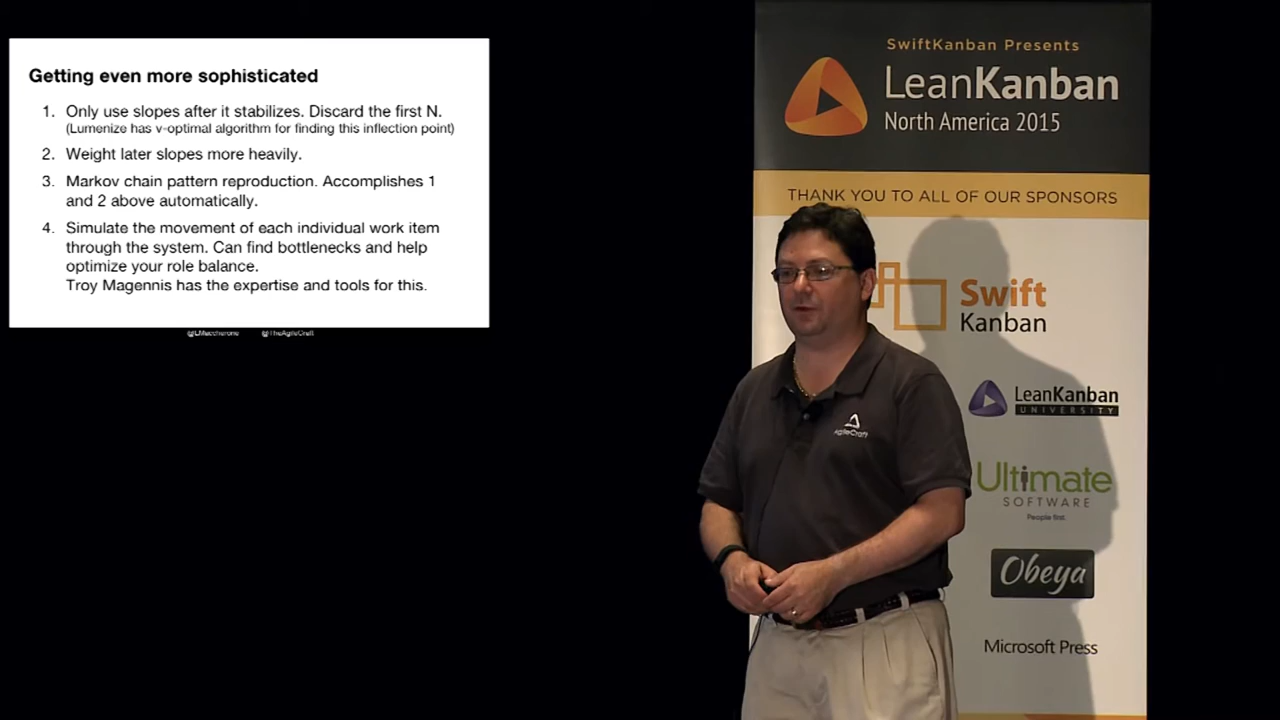 Getting even more sophisticated
1. Only use slopes after it stabilizes. Discard the first N.
(Lumenize has v-optimal algorithm for finding this inflection point)
2. Weight later slopes more heavily.
3. Markov chain pattern reproduction. Accomplishes 1
and 2 above automatically.
4. Simulate the movement of each individual work item
through the system. Can find bottlenecks and help
optimize your role balance.
Troy Magennis has the expertise and tools for this.
@LMaccherone @TheAgileCraft
SwiftKanban Presents
LeanKanban
North America 2015
THANK YOU TO ALL OF OUR SPONSORS
Swift
Kanban
LeanKanban
UNIVERSITY
AgileCraft
Ultimate
SOFTWARE
People first.
Obeya
Microsoft Press